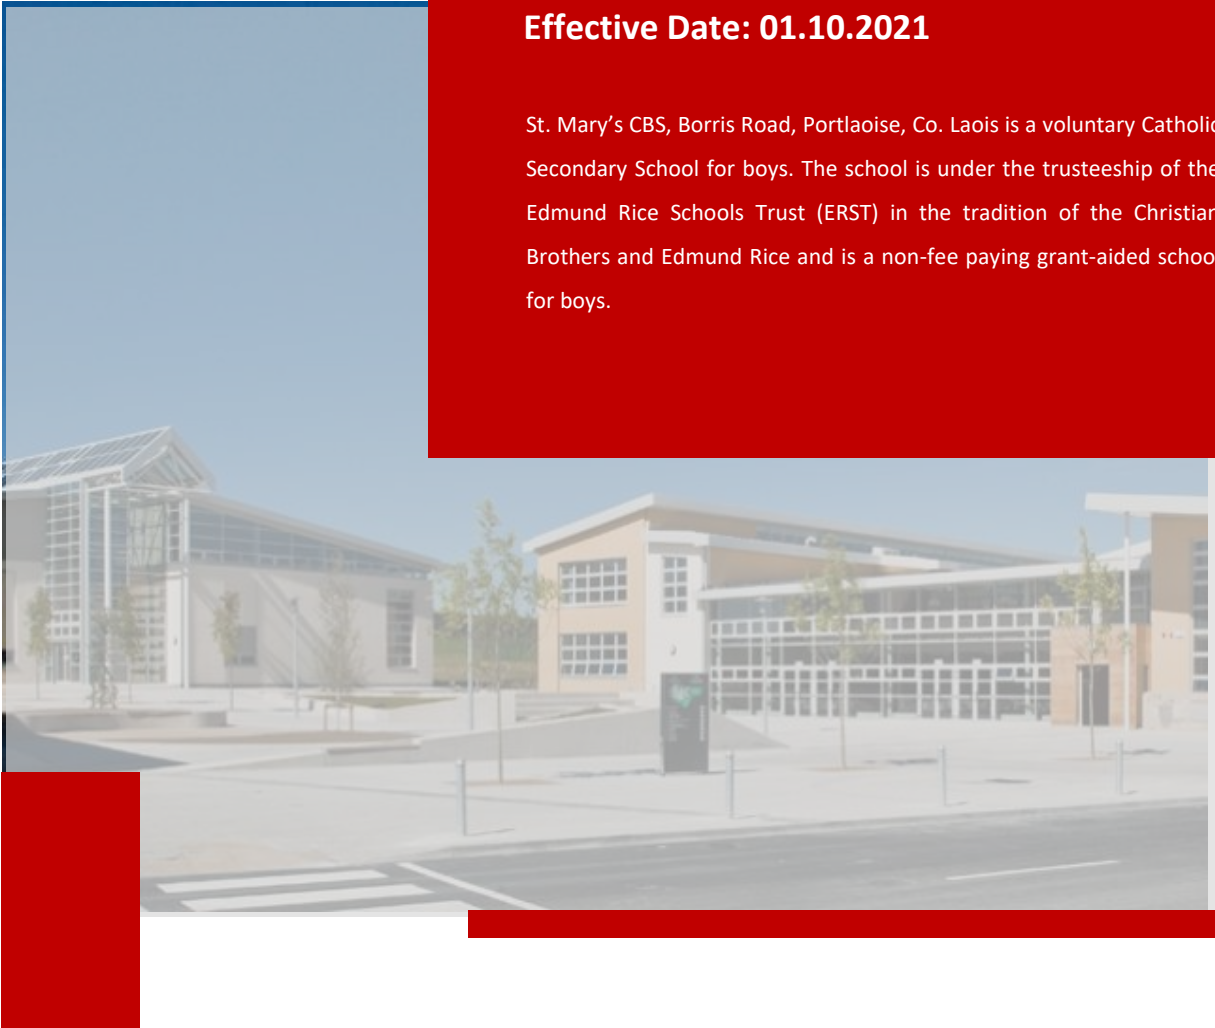 Effective Date: 01.10.2021
St. Mary’s CBS, Borris Road, Portlaoise, Co. Laois is a voluntary Catholic
Secondary School for boys. The school is under the trusteeship of the
Edmund Rice Schools Trust (ERST) in the tradition of the Christian
Brothers and Edmund Rice and is a non-fee paying grant-aided school
for boys.